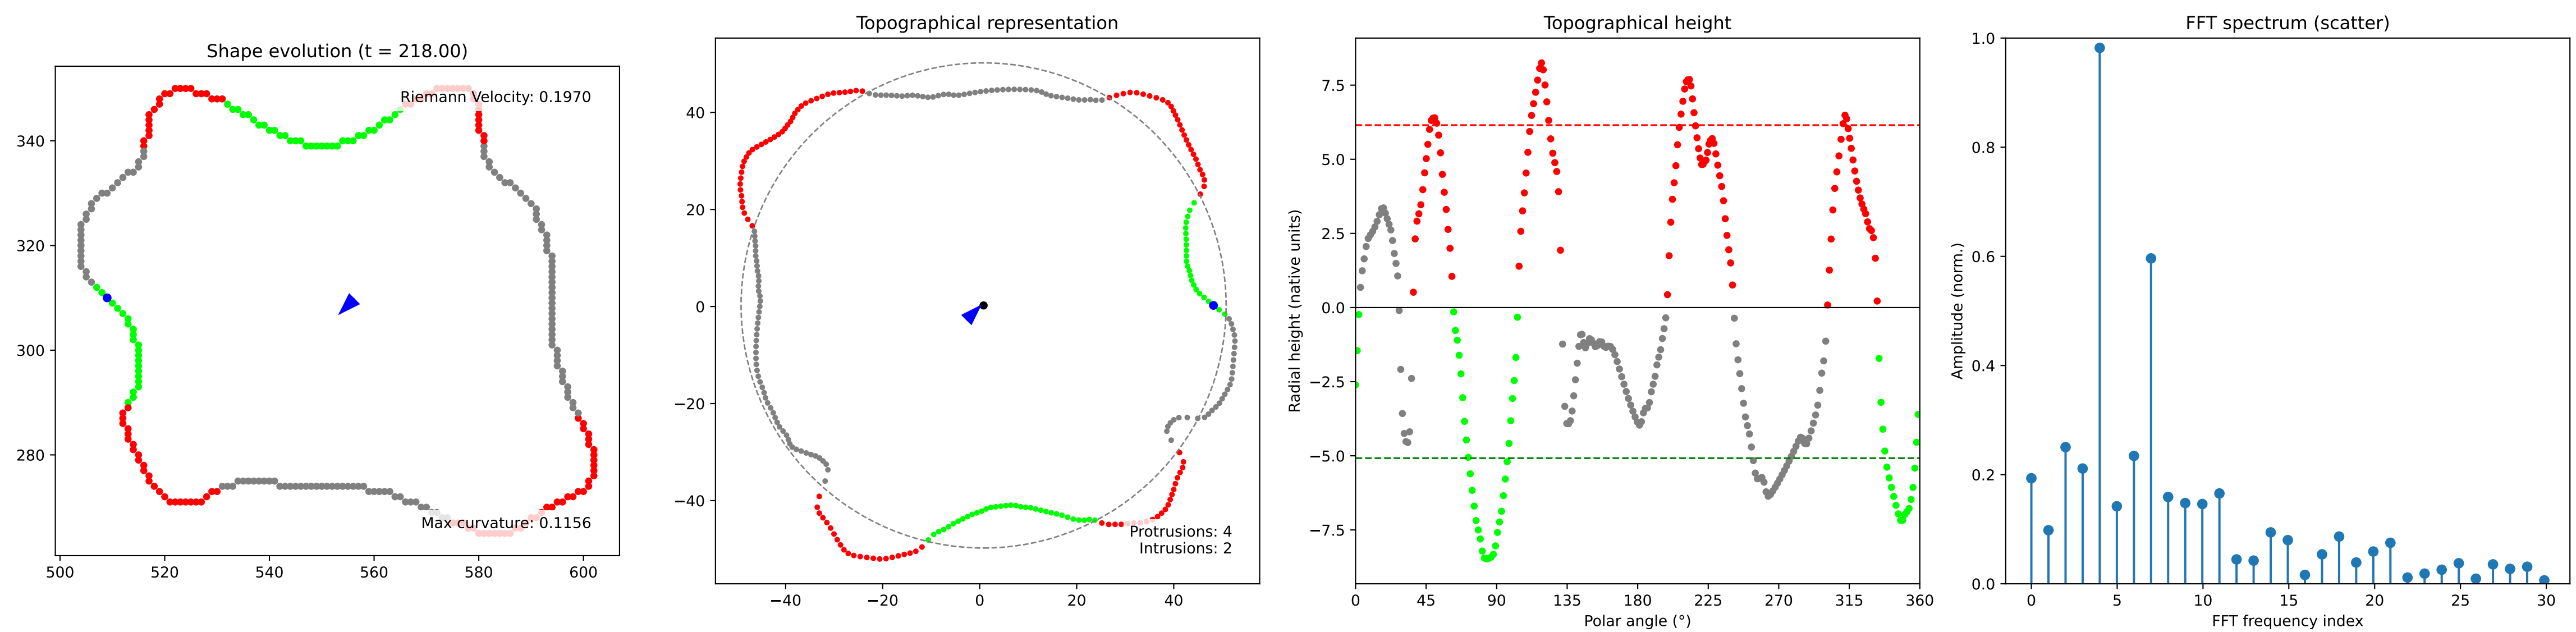 Shape evolution (t = 218.00)
Riemann Velocity: 0.1970
Max curvature: 0.1156
340
320
300
280
500 520 540 560 580 600
Topographical representation
40
20
0
−20
−40
−40 −20 0 20 40
Protrusions: 4
Intrusions: 2
Topographical height
Radial height (native units)
7.5
5.0
2.5
0.0
−2.5
−5.0
−7.5
0 45 90 135 180 225 270 315 360
Polar angle (°)
FFT spectrum (scatter)
Amplitude (norm.)
1.0
0.8
0.6
0.4
0.2
0.0
0 5 10 15 20 25 30
FFT frequency index